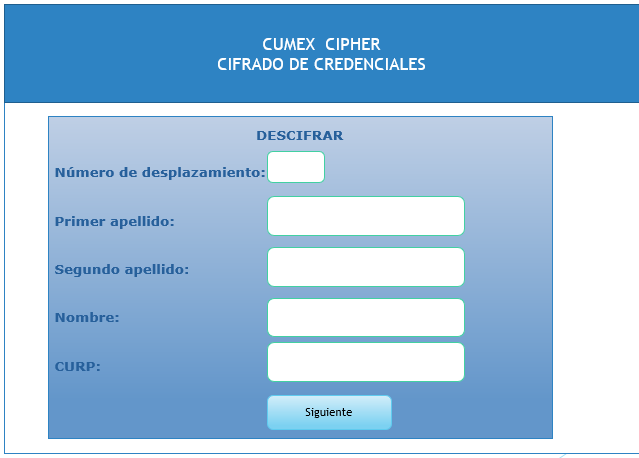 CUMEX CIPHER
CIFRADO DE CREDENCIALES
DESCIFRAR
Número de desplazamiento:
Primer apellido:
Segundo apellido:
Nombre:
CURP:
Siguiente